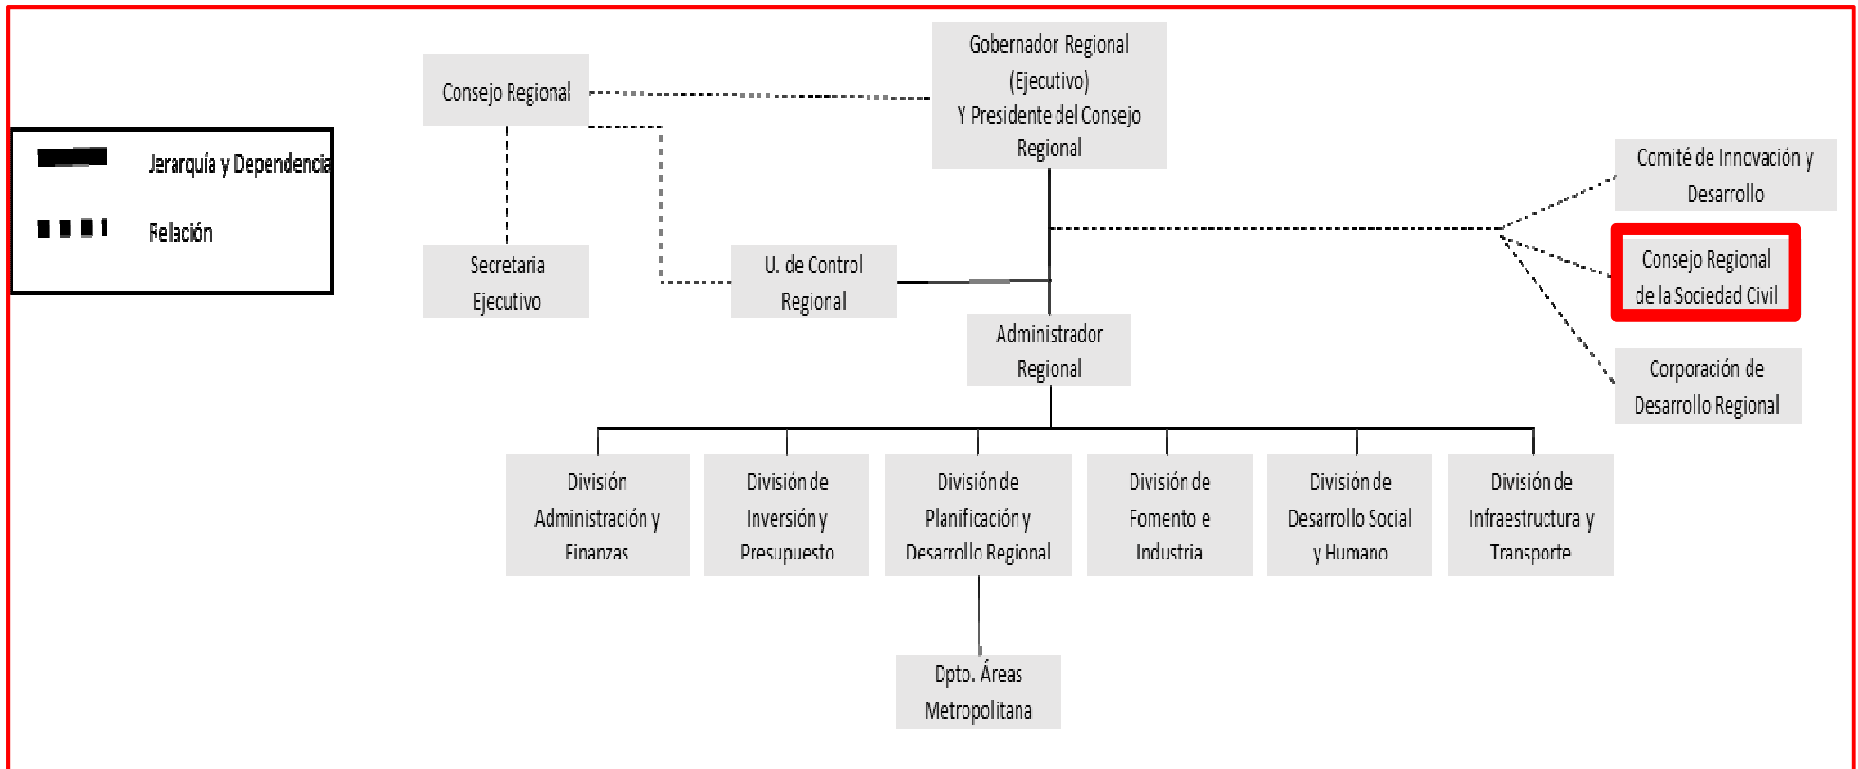 Gobernador Regional
(Ejecutivo)
Y Presidente del Consejo
Regional
Consejo Regional
Jerarquía y Dependencia
Relación
Comité de Innovación y
Desarrollo
Consejo Regional
de la Sociedad Civil
Corporación de
Desarrollo Regional
Secretaria
Ejecutivo
U. de Control
Regional
Administrador
Regional
División
Administración y
Finanzas
División de
Inversión y
Presupuesto
División de
Planificación y
Desarrollo Regional
División de
Fomento e
Industria
División de
Desarrollo Social
y Humano
División de
Infraestructura y
Transporte
Dpto. Áreas
Metropolitana